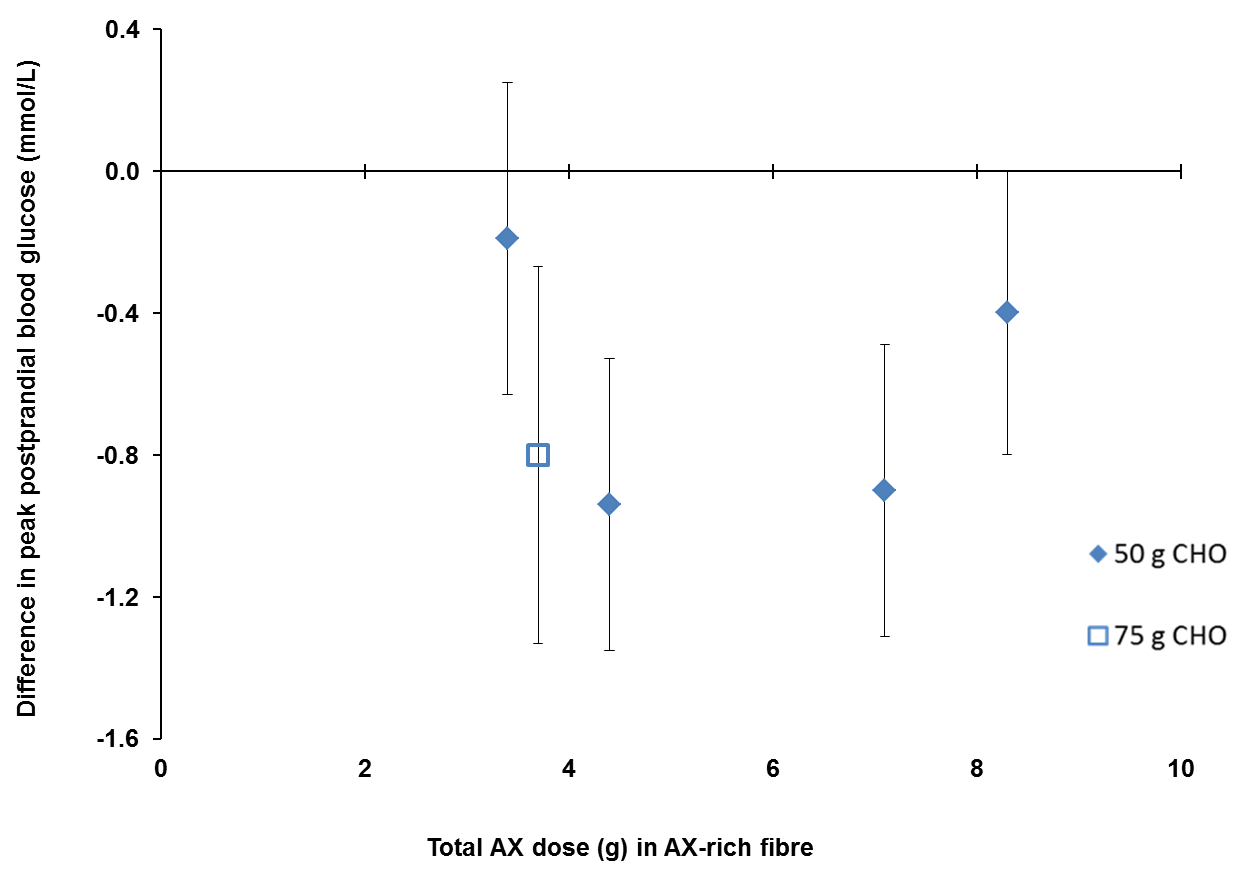 Difference in peak postprandial blood glucose (mmol/L)
0.4
0.0
-0.4
-0.8
-1.2
-1.6
0 2 4 6 8 10
Total AX dose (g) in AX-rich fibre
50 g CHO
75 g CHO